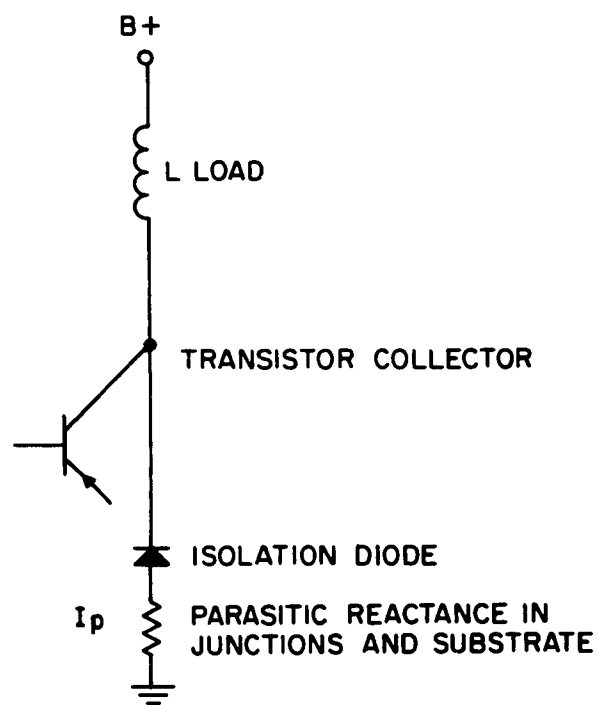 B+
L LOAD
TRANSISTOR COLLECTOR
ISOLATION DIODE
Ip
PARASITIC REACTANCE IN
JUNCTIONS AND SUBSTRATE